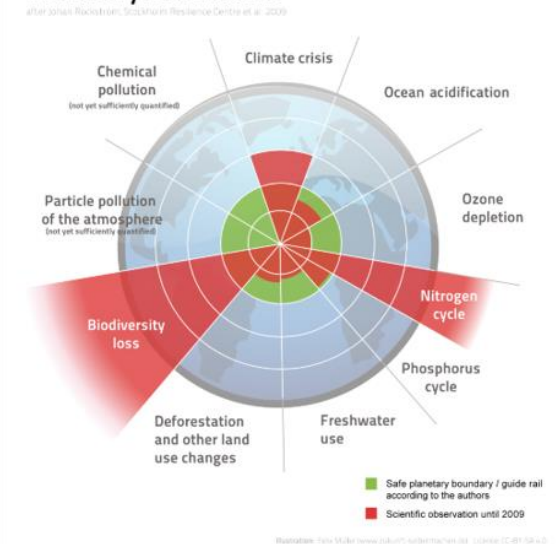 after Johan Rockström, Stockholm Resilience Centre et al. 2009
Climate crisis
Chemical
pollution
(not yet sufficiently quantified)
Ocean acidification
Particle pollution
of the atmosphere
(not yet sufficiently quantified)
Ozone
depletion
Nitrogen
cycle
Biodiversity
loss
Phosphorus
cycle
Deforestation
and other land
use changes
Freshwater
use
Safe planetary boundary / guide rail
according to the authors
Scientific observation until 2009
Illustration: Felix Müller